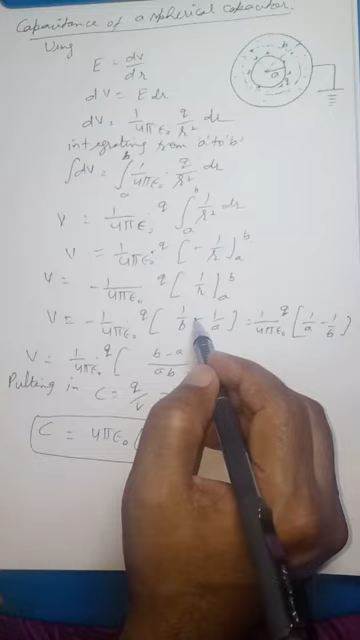 Capacitance of a spherical capacitor.
Using
E = dv/dr
dV = E dr
dV = 1/4πε₀ q/r² dr
integrating from 'a' to 'b'
∫dV = ∫ₐᵇ 1/4πε₀ · q/r² dr
V = 1/4πε₀ · q ∫ₐᵇ 1/r² dr
V = 1/4πε₀ · q [-1/r]ₐᵇ
V = -1/4πε₀ · q [1/r]ₐᵇ
V = -1/4πε₀ · q [1/b - 1/a] = 1/4πε₀ q [1/a - 1/b]
V = 1/4πε₀ · q [b-a/ab
Putting in C = q/V
C = 4πε₀
b
a